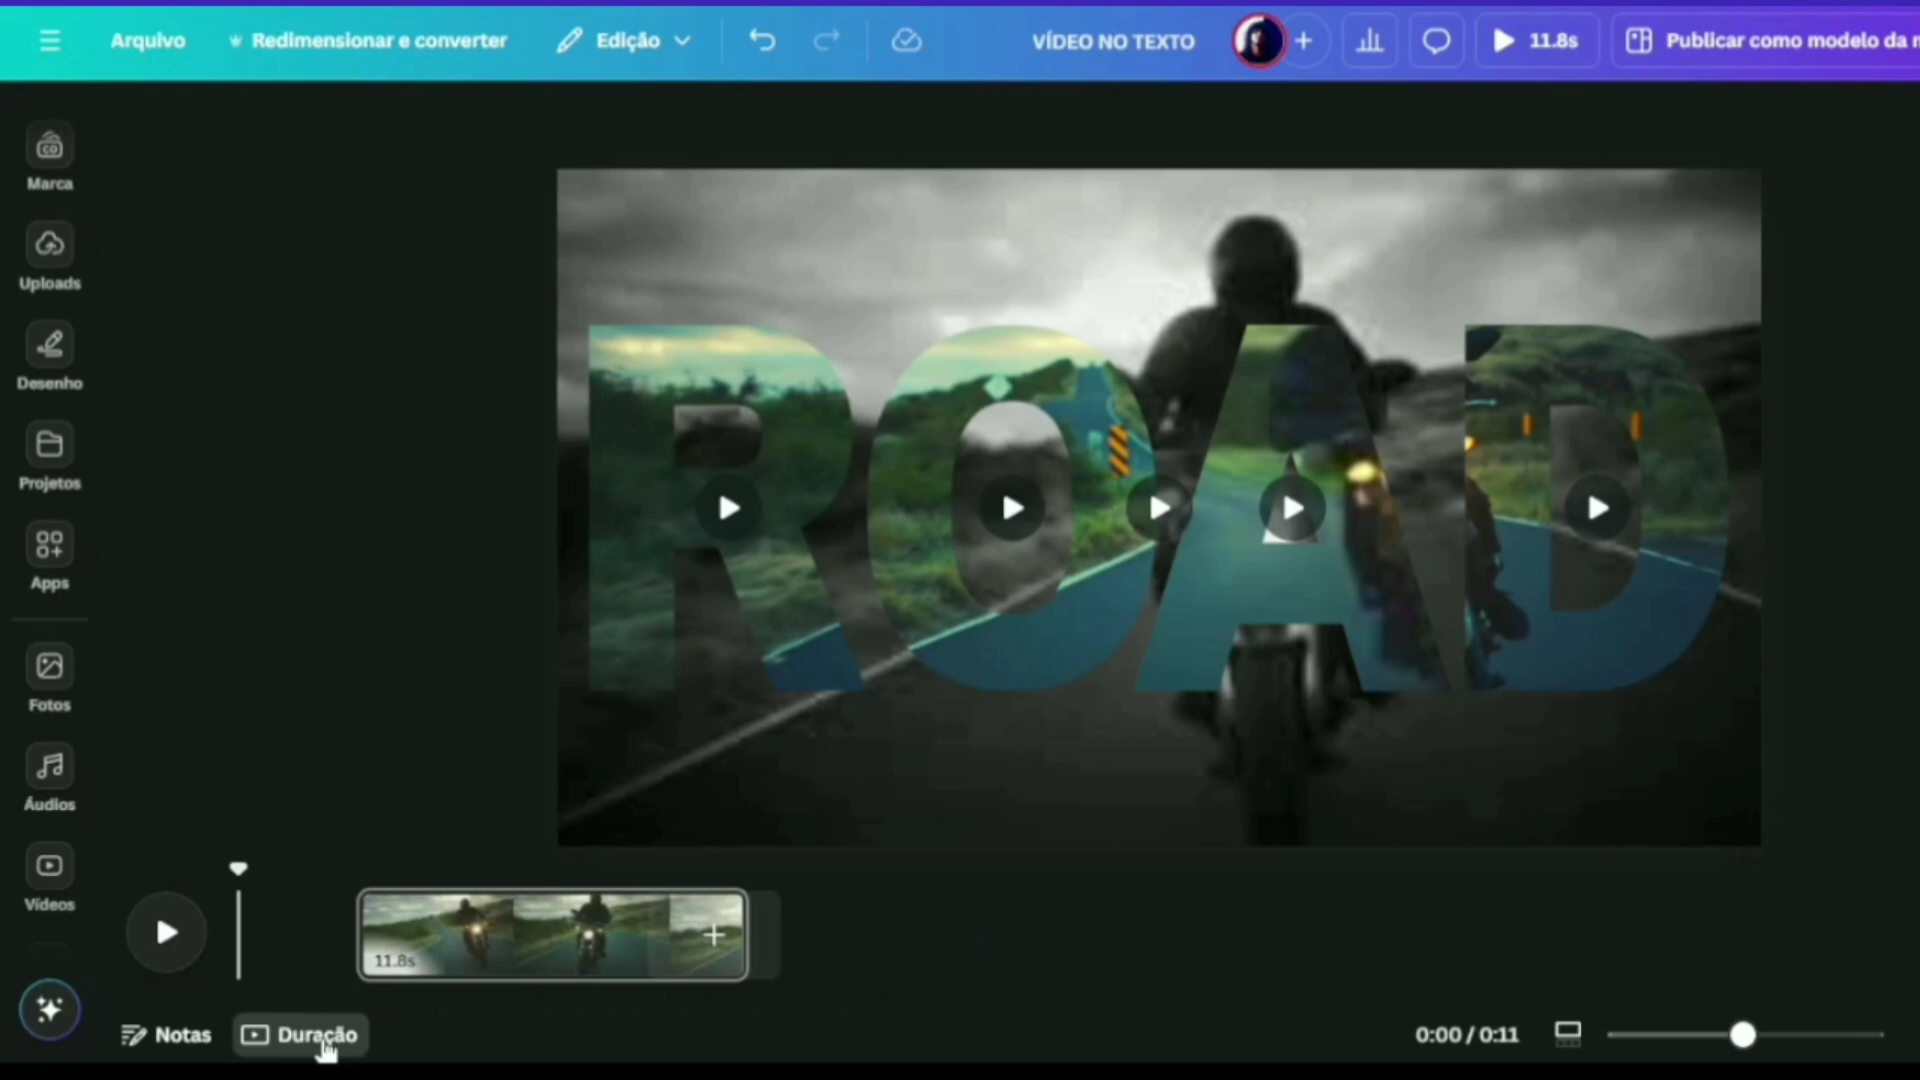 Arquivo
Redimensionar e converter
Edição
VÍDEO NO TEXTO
11.8s
Publicar como modelo da
Marca
Uploads
Desenho
Projetos
Apps
Fotos
Áudios
Vídeos
ROAD
11.8s
Notas
Duração
0:00 / 0:11